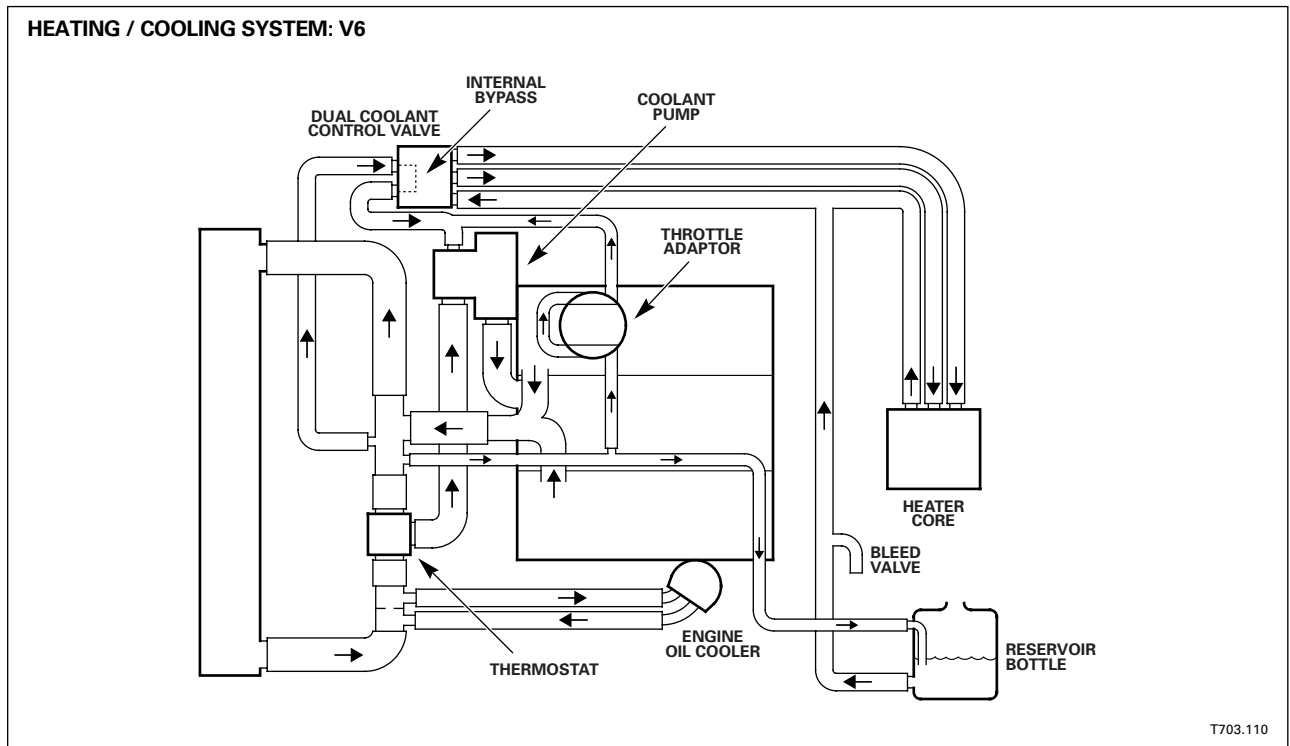 HEATING / COOLING SYSTEM: V6
INTERNAL
BYPASS
COOLANT
PUMP
DUAL COOLANT
CONTROL VALVE
THROTTLE
ADAPTOR
HEATER
CORE
BLEED
VALVE
ENGINE
OIL COOLER
THERMOSTAT
RESERVOIR
BOTTLE
T703.110